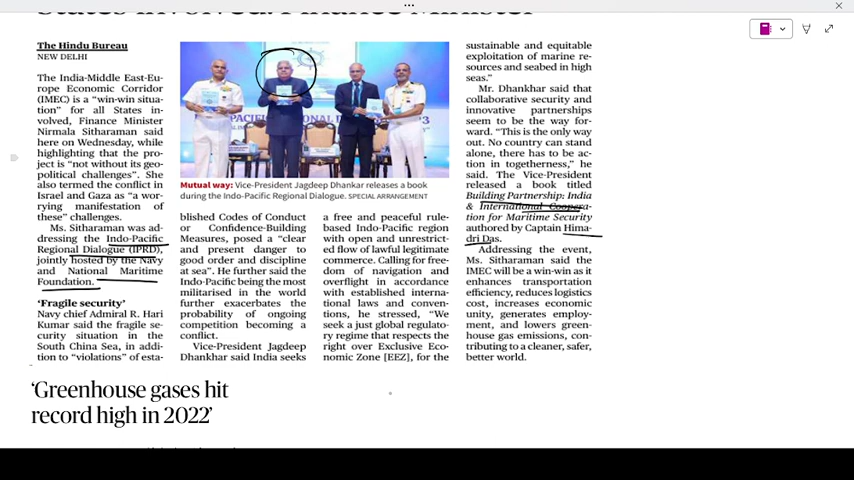 States involved: Finance Minister
The Hindu Bureau
NEW DELHI
The India-Middle East-Eu-
rope Economic Corridor
(IMEC) is a “win-win situa-
tion” for all States in-
volved, Finance Minister
Nirmala Sitharaman said
here on Wednesday, while
highlighting that the pro-
ject is “not without its geo-
political challenges”. She
also termed the conflict in
Israel and Gaza as “a wor-
rying manifestation of
these” challenges.
Ms. Sitharaman was ad-
dressing the Indo-Pacific
Regional Dialogue (IPRD),
jointly hosted by the Navy
and National Maritime
Foundation.
‘Fragile security’
Navy chief Admiral R. Hari
Kumar said the fragile se-
curity situation in the
South China Sea, in addi-
tion to “violations” of esta-
Mutual way: Vice-President Jagdeep Dhankar releases a book
during the Indo-Pacific Regional Dialogue. SPECIAL ARRANGEMENT
blished Codes of Conduct
or Confidence-Building
Measures, posed a “clear
and present danger to
good order and discipline
at sea”. He further said the
Indo-Pacific being the most
militarised in the world
further exacerbates the
probability of ongoing
competition becoming a
conflict.
Vice-President Jagdeep
Dhankhar said India seeks
a free and peaceful rule-
based Indo-Pacific region
with open and unrestrict-
ed flow of lawful legitimate
commerce. Calling for free-
dom of navigation and
overflight in accordance
with established interna-
tional laws and conven-
tions, he stressed, “We
seek a just global regulato-
ry regime that respects the
right over Exclusive Eco-
nomic Zone [EEZ], for the
sustainable and equitable
exploitation of marine re-
sources and seabed in high
seas.”
Mr. Dhankhar said that
collaborative security and
innovative partnerships
seem to be the way for-
ward. “This is the only way
out. No country can stand
alone, there has to be ac-
tion in togetherness,” he
said. The Vice-President
released a book titled
Building Partnership: India
& International Coopera-
tion for Maritime Security
authored by Captain Hima-
dri Das.
Addressing the event,
Ms. Sitharaman said the
IMEC will be a win-win as it
enhances transportation
efficiency, reduces logistics
cost, increases economic
unity, generates employ-
ment, and lowers green-
house gas emissions, con-
tributing to a cleaner, safer,
better world.
‘Greenhouse gases hit
record high in 2022’